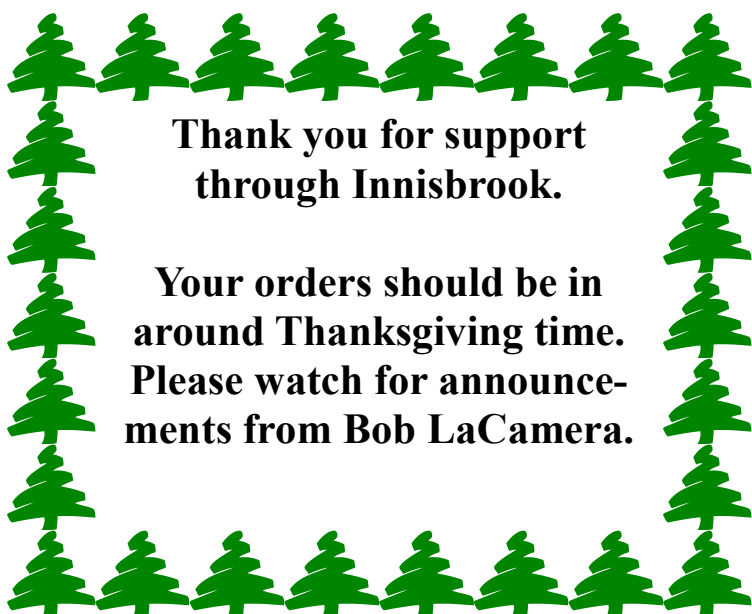 Thank you for support
through Innisbrook.
Your orders should be in
around Thanksgiving time.
Please watch for announce-
ments from Bob LaCamera.